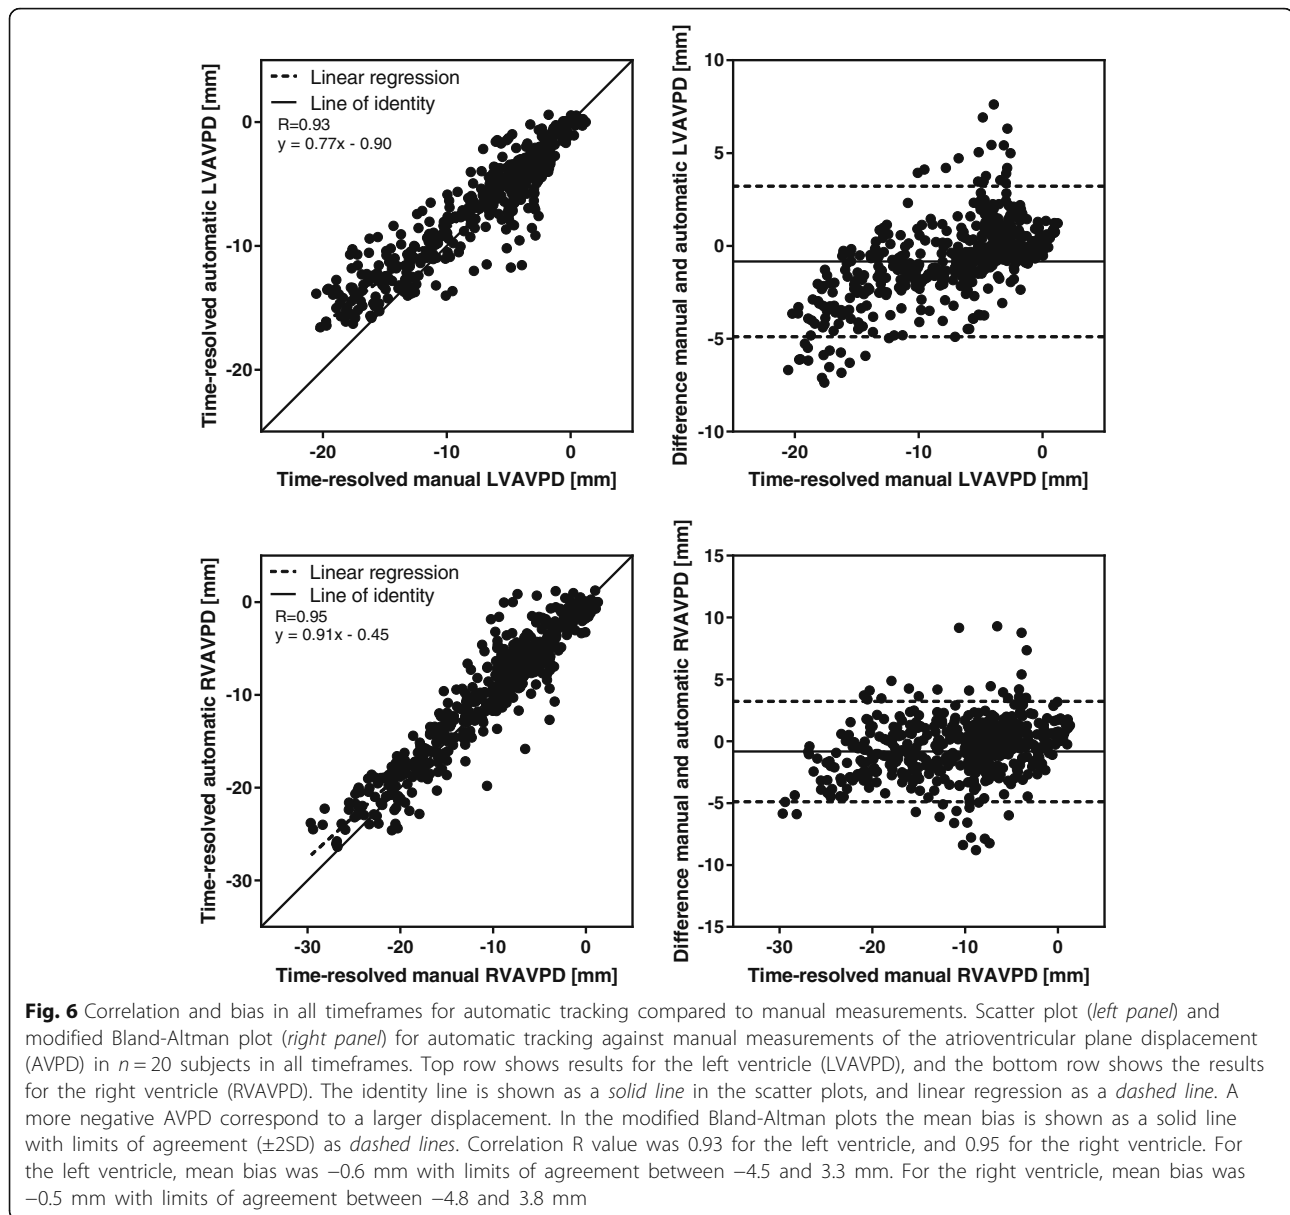 Time-resolved automatic LVAVPD [mm]
0
-10
-20
Linear regression
Line of identity
R=0.93
y = 0.77x - 0.90
-20 -10 0
Time-resolved manual LVAVPD [mm]
Difference manual and automatic LVAVPD [mm]
10
5
0
-5
-10
-20 -10 0
Time-resolved manual LVAVPD [mm]
Time-resolved automatic RVAVPD [mm]
0
-10
-20
-30
Linear regression
Line of identity
R=0.95
y = 0.91x - 0.45
-30 -20 -10 0
Time-resolved manual RVAVPD [mm]
Difference manual and automatic RVAVPD [mm]
15
10
5
0
-5
-10
-15
-30 -20 -10 0
Time-resolved manual RVAVPD [mm]
Fig. 6 Correlation and bias in all timeframes for automatic tracking compared to manual measurements. Scatter plot (left panel) and
modified Bland-Altman plot (right panel) for automatic tracking against manual measurements of the atrioventricular plane displacement
(AVPD) in n = 20 subjects in all timeframes. Top row shows results for the left ventricle (LVAVPD), and the bottom row shows the results
for the right ventricle (RVAVPD). The identity line is shown as a solid line in the scatter plots, and linear regression as a dashed line. A
more negative AVPD correspond to a larger displacement. In the modified Bland-Altman plots the mean bias is shown as a solid line
with limits of agreement (±2SD) as dashed lines. Correlation R value was 0.93 for the left ventricle, and 0.95 for the right ventricle. For
the left ventricle, mean bias was −0.6 mm with limits of agreement between −4.5 and 3.3 mm. For the right ventricle, mean bias was
−0.5 mm with limits of agreement between −4.8 and 3.8 mm